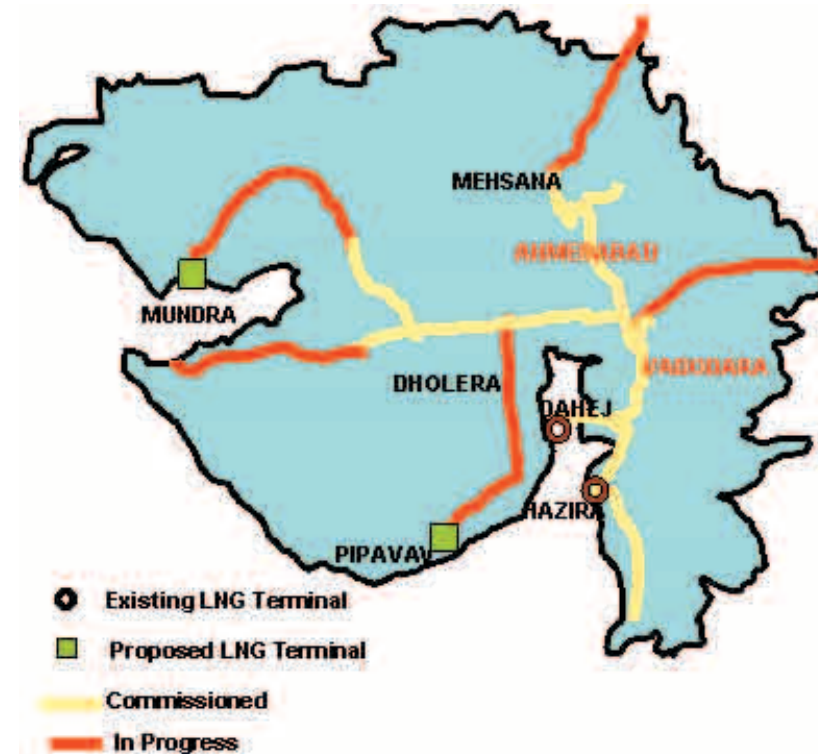 MEHSANA
AHMEDABAD
MUNDRA
VADODARA
DHOLERA
DAHEJ
HAZIRA
PIPAVAV
Existing LNG Terminal
Proposed LNG Terminal
Commissioned
In Progress